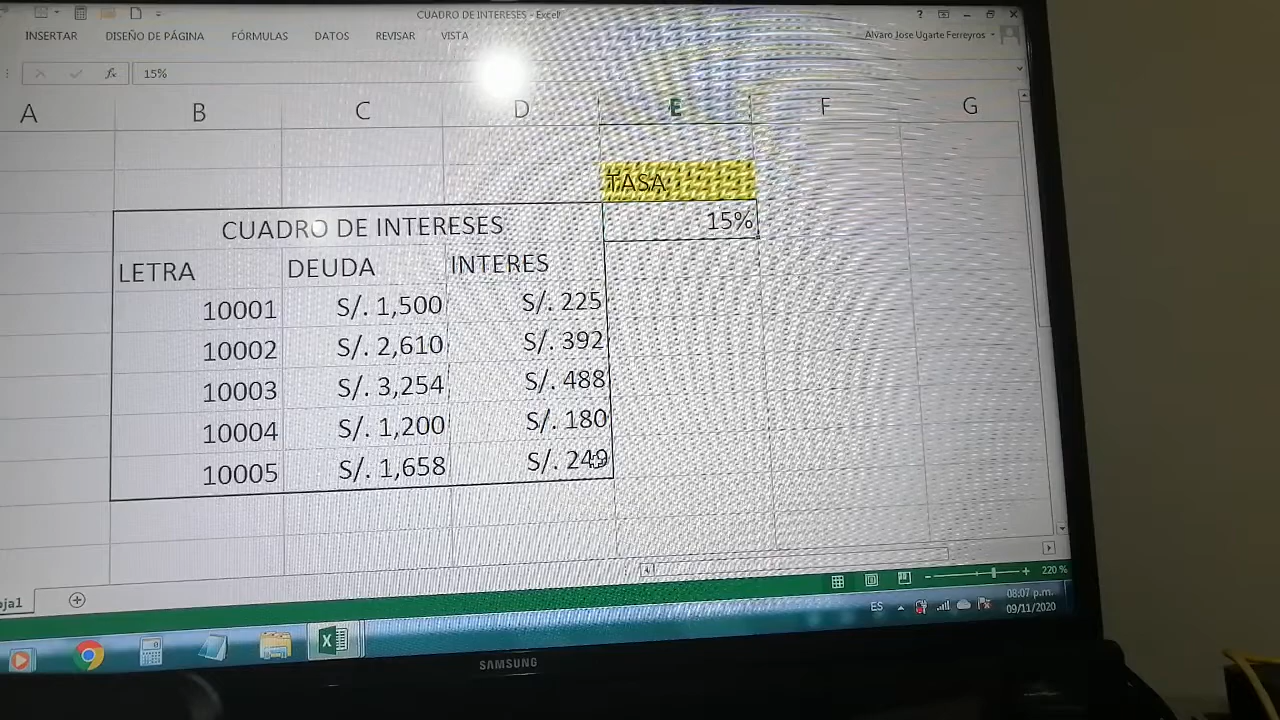 CUADRO DE INTERESES - Excel
INSERTAR DISEÑO DE PÁGINA FÓRMULAS DATOS REVISAR VISTA Alvaro Jose Ugarte Ferreyros
fx 15%
A B C D E F G
TASA
CUADRO DE INTERESES 15%
LETRA DEUDA INTERES
10001 S/. 1,500 S/. 225
10002 S/. 2,610 S/. 392
10003 S/. 3,254 S/. 488
10004 S/. 1,200 S/. 180
10005 S/. 1,658 S/. 249
220 %
ES 08:07 p.m.
09/11/2020
SAMSUNG